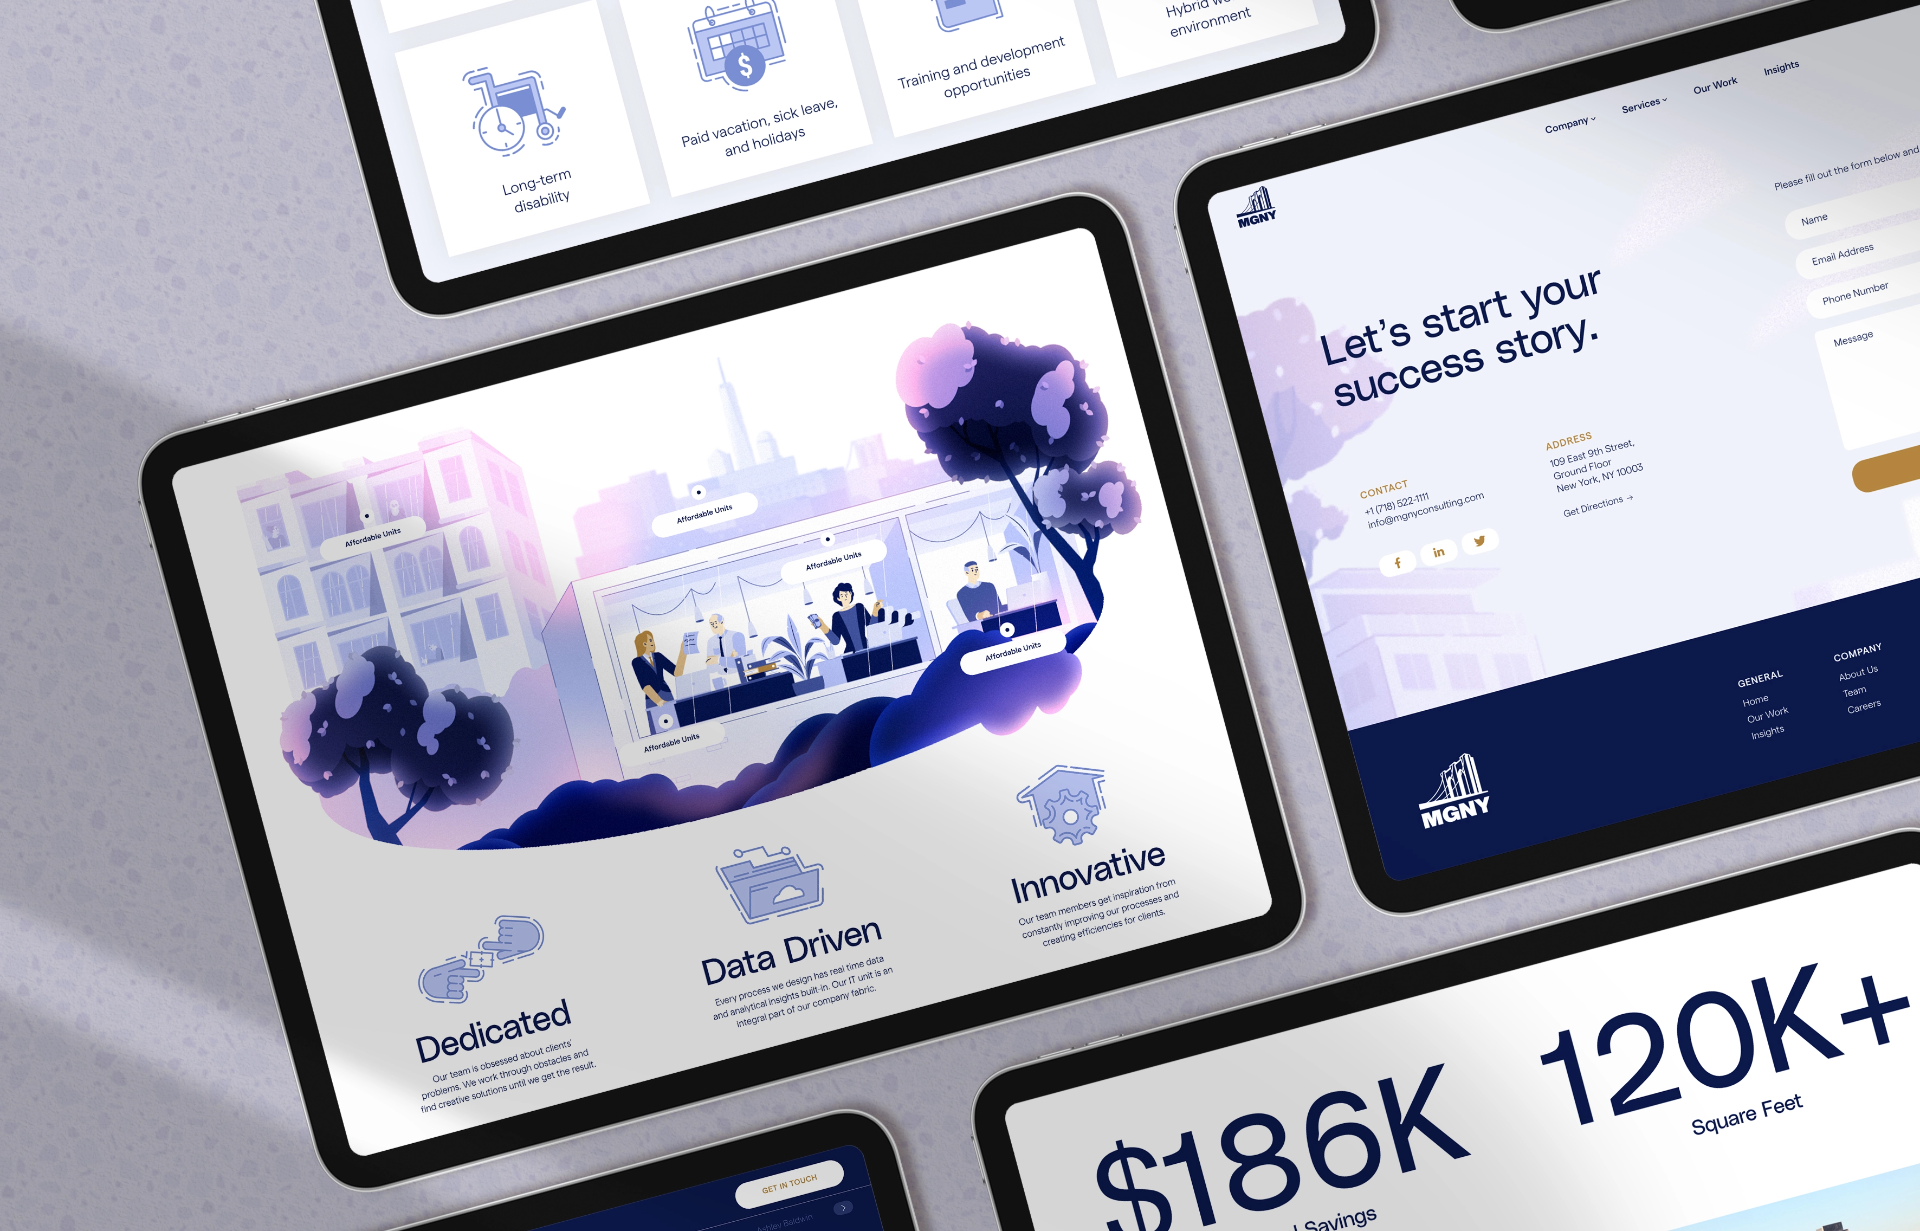 Long-term
disability
Paid vacation, sick leave,
and holidays
Training and development
opportunities
Hybrid
environment
MGNY
Company
Services
Our Work
Insights
Let's start your
success story.
CONTACT
+1 (718) 522-1111
info@mgnyconsulting.com
ADDRESS
109 East 9th Street,
Ground Floor
New York, NY 10003
Get Directions →
Please fill out the form below and
Name
Email Address
Phone Number
Message
MGNY
GENERAL
Home
Our Work
Insights
COMPANY
About Us
Team
Careers
Affordable Units
Affordable Units
Affordable Units
Affordable Units
Affordable Units
Dedicated
Our team is obsessed about clients'
problems. We work through obstacles and
find creative solutions until we get the result.
Data Driven
Every process we design has real time data
and analytical insights built-in. Our IT unit is an
integral part of our company fabric.
Innovative
Our team members get inspiration from
constantly improving our processes and
creating efficiencies for clients.
GET IN TOUCH
Ashley Baldwin
$186K
Savings
120K+
Square Feet